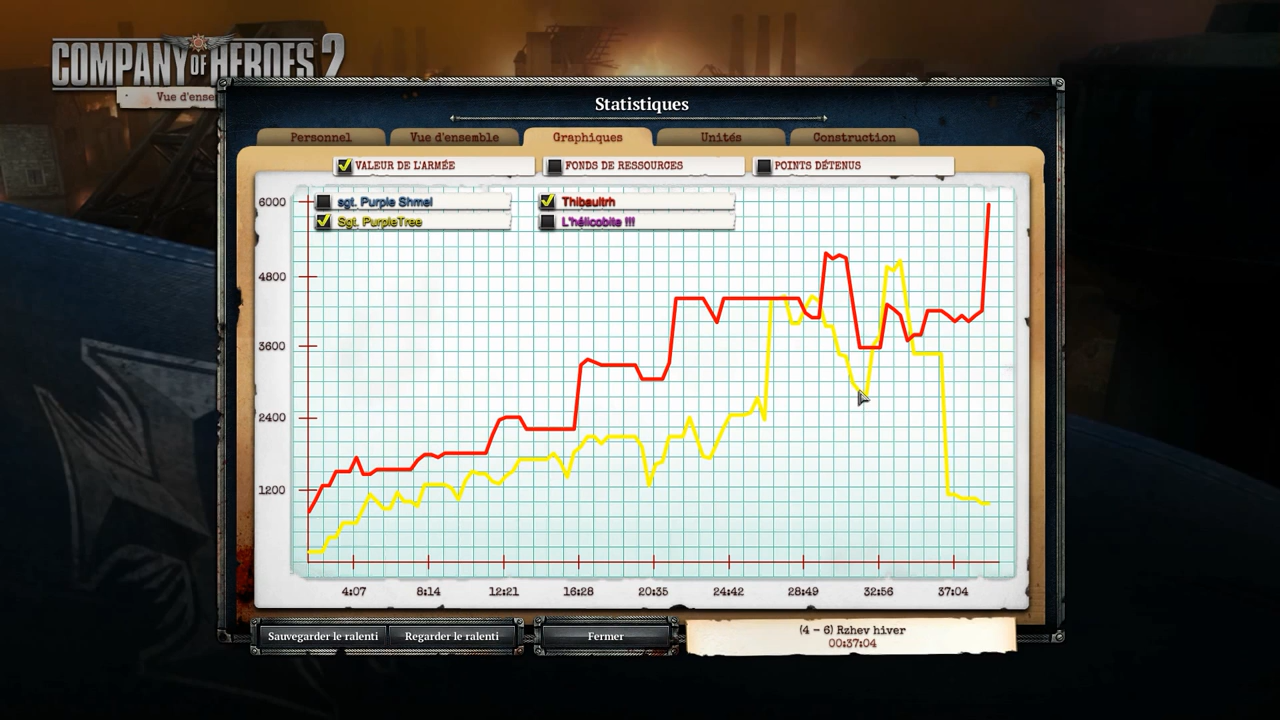 COMPANY OF HEROES 2
Vue d'ense
Statistiques
Personnel
Vue d'ensemble
Graphiques
Unités
Construction
VALEUR DE L'ARMÉE
FONDS DE RESSOURCES
POINTS DÉTENUS
sgt. Purple Shmel
Thibaultrh
Sgt. PurpleTree
L'hélicobite !!!
6000
4800
3600
2400
1200
4:07 8:14 12:21 16:28 20:35 24:42 28:49 32:56 37:04
Sauvegarder le ralenti
Regarder le ralenti
Fermer
(4 - 6) Rzhev hiver
00:37:04